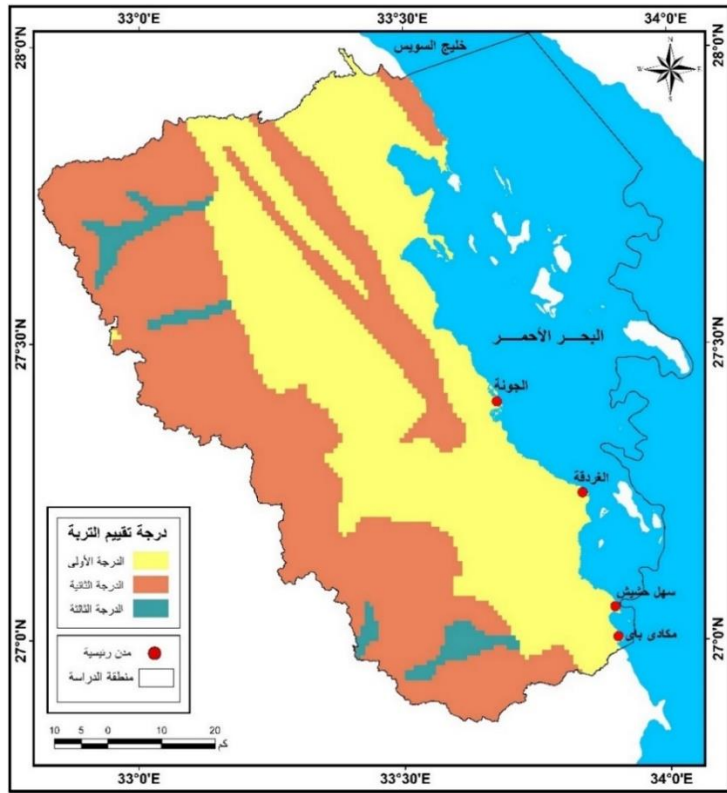 33°0'E 33°30'E 34°0'E
28°0'N 28°0'N
خليج السويس
N
W E
S
27°30'N 27°30'N
البحر الأحمر
الجونة
الغردقة
درجة تقييم التربة
الدرجة الأولى
الدرجة الثانية
الدرجة الثالثة
سهل حشيش
مكادى باى
27°0'N 27°0'N
مدن رئيسية
منطقة الدراسة
10 5 0 10 20
كم
33°0'E 33°30'E 34°0'E